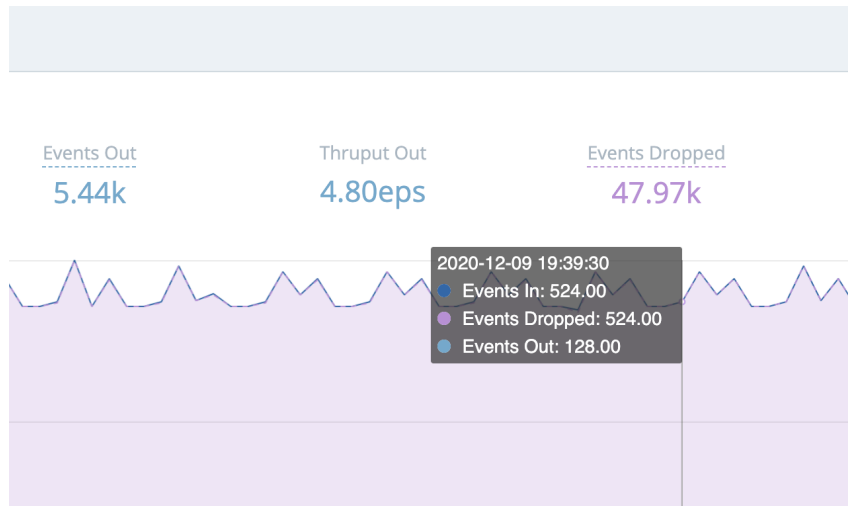 Events Out
Thruput Out
Events Dropped
5.44k
4.80eps
47.97k
2020-12-09 19:39:30
Events In: 524.00
Events Dropped: 524.00
Events Out: 128.00